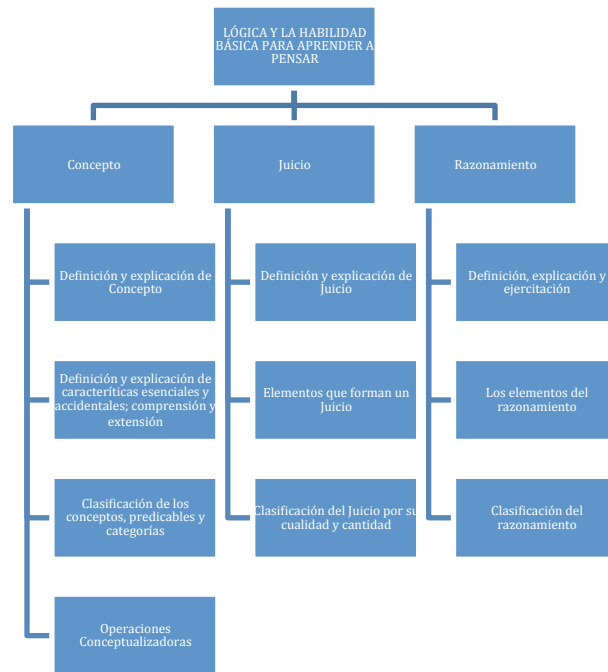 LÓGICA Y LA HABILIDAD
BÁSICA PARA APRENDER A
PENSAR
Concepto
Juicio
Razonamiento
Definición y explicación de
Concepto
Definición y explicación de
Juicio
Definición, explicación y
ejercitación
Definición y explicación de
caracteríticas esenciales y
accidentales; comprensión y
extensión
Elementos que forman un
Juicio
Los elementos del
razonamiento
Clasificación de los
conceptos, predicables y
categorías
Clasificación del Juicio por su
cualidad y cantidad
Clasificación del
razonamiento
Operaciones
Conceptualizadoras